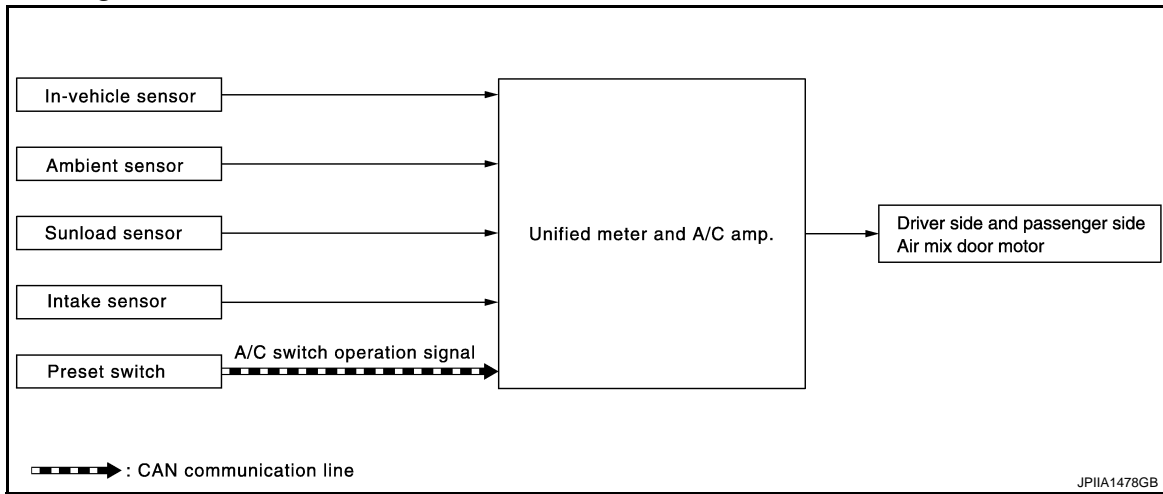 In-vehicle sensor
Ambient sensor
Sunload sensor
Intake sensor
Preset switch
A/C switch operation signal
Unified meter and A/C amp.
Driver side and passenger side
Air mix door motor
: CAN communication line
JPIIA1478GB